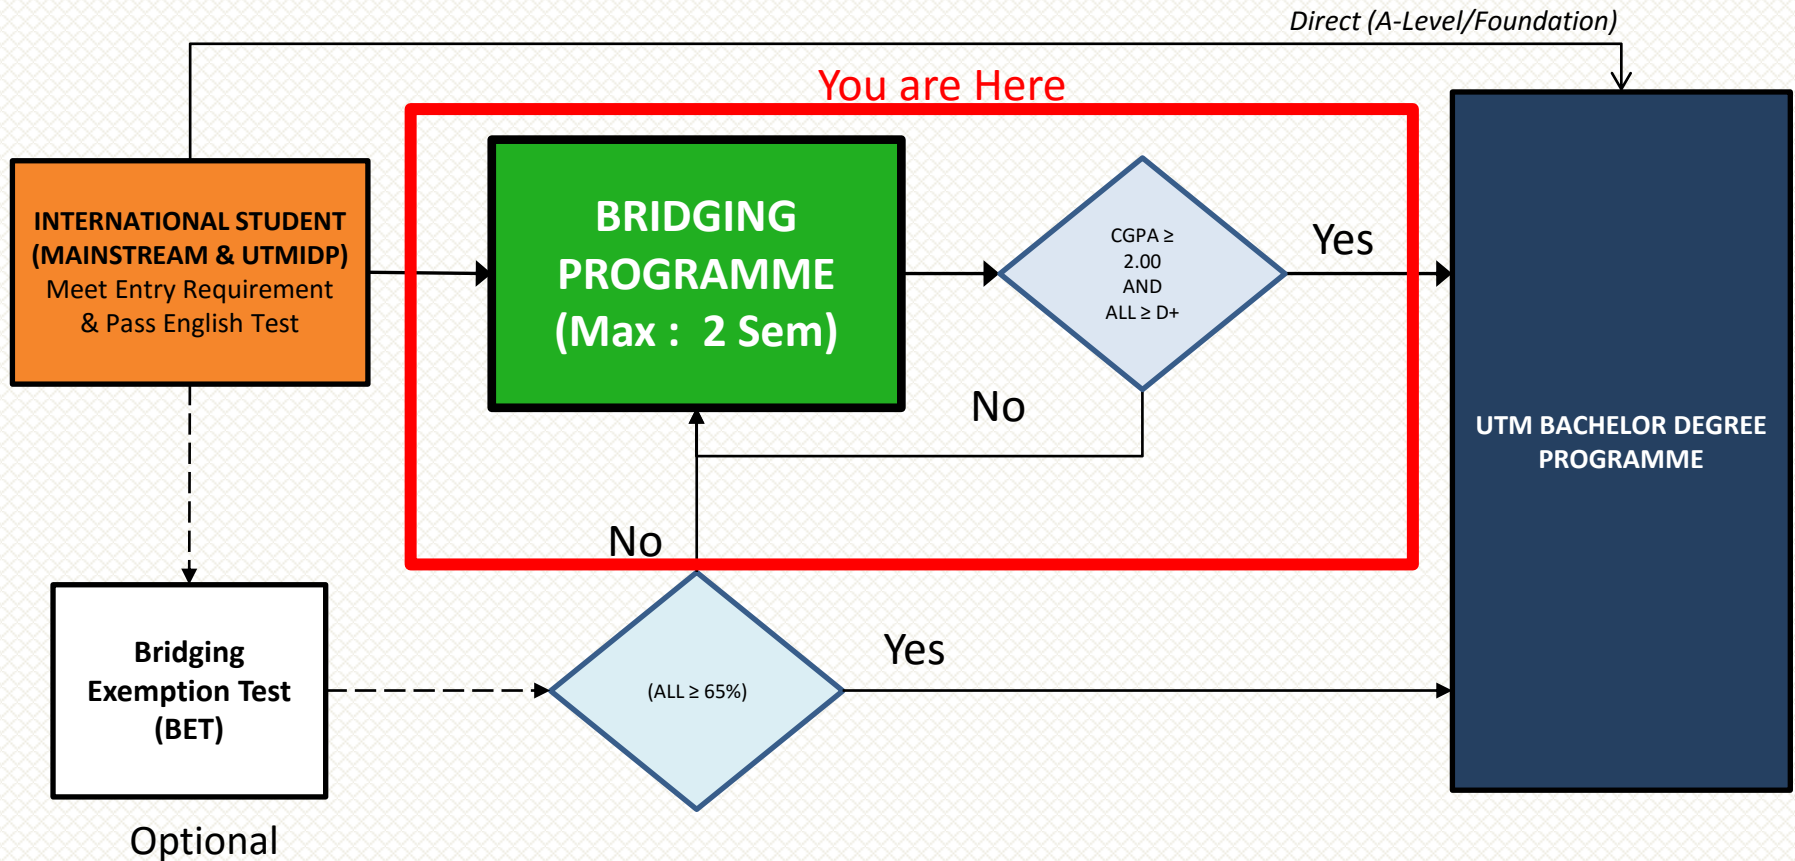 Direct (A-Level/Foundation)
You are Here
INTERNATIONAL STUDENT
(MAINSTREAM & UTMIDP)
Meet Entry Requirement
& Pass English Test
BRIDGING
PROGRAMME
(Max :  2 Sem)
CGPA ≥
2.00
AND
ALL ≥ D+
Yes
No
UTM BACHELOR DEGREE
PROGRAMME
No
Bridging
Exemption Test
(BET)
(ALL ≥ 65%)
Yes
Optional